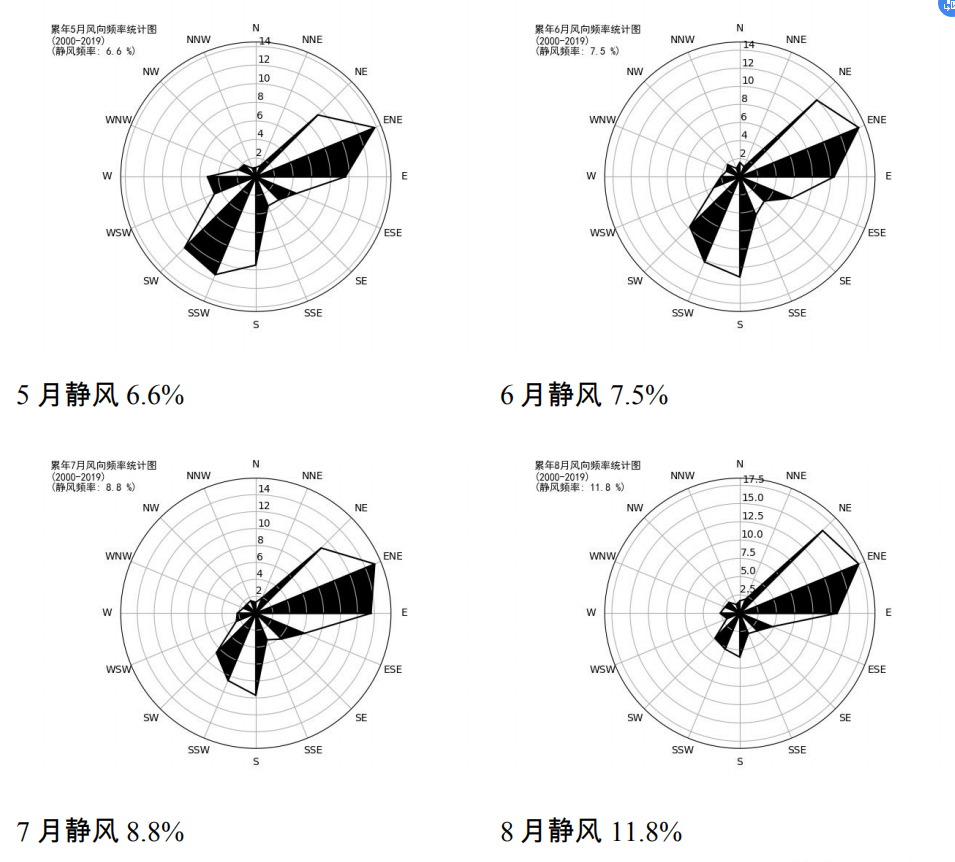 累年5月风向频率统计图
(2000-2019)
(静风频率: 6.6 %)
N
NNE
NE
ENE
E
ESE
SE
SSE
S
SSW
SW
WSW
W
WNW
NW
NNW
14
12
10
8
6
4
2
累年6月风向频率统计图
(2000-2019)
(静风频率: 7.5 %)
N
NNE
NE
ENE
E
ESE
SE
SSE
S
SSW
SW
WSW
W
WNW
NW
NNW
14
12
10
8
6
4
2
5 月静风 6.6%
6 月静风 7.5%
累年7月风向频率统计图
(2000-2019)
(静风频率: 8.8 %)
N
NNE
NE
ENE
E
ESE
SE
SSE
S
SSW
SW
WSW
W
WNW
NW
NNW
14
12
10
8
6
4
2
累年8月风向频率统计图
(2000-2019)
(静风频率: 11.8 %)
N
NNE
NE
ENE
E
ESE
SE
SSE
S
SSW
SW
WSW
W
WNW
NW
NNW
17.5
15.0
12.5
10.0
7.5
5.0
2.5
7 月静风 8.8%
8 月静风 11.8%